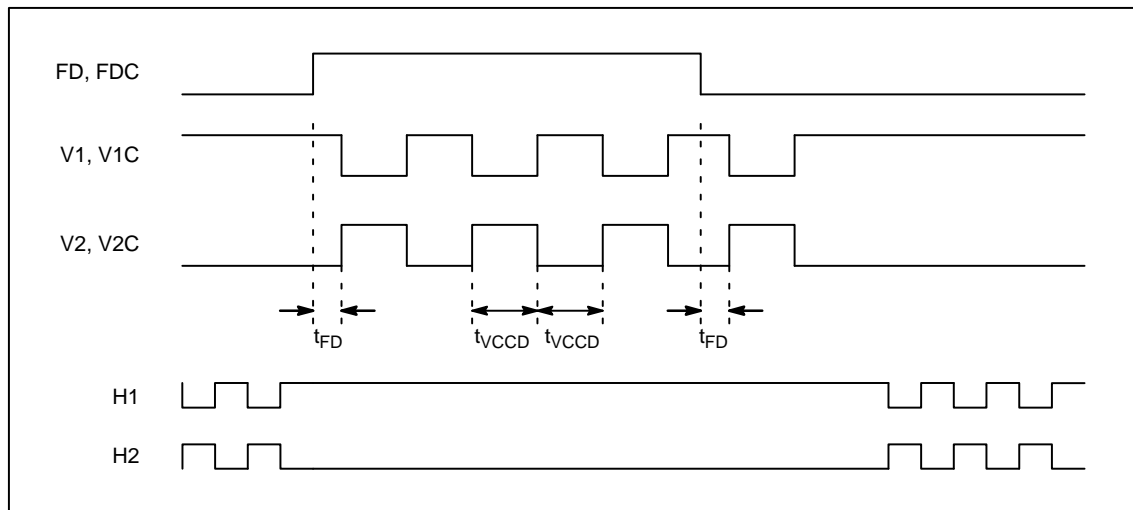 FD, FDC
V1, V1C
V2, V2C
tFD
tVCCD
tVCCD
tFD
H1
H2